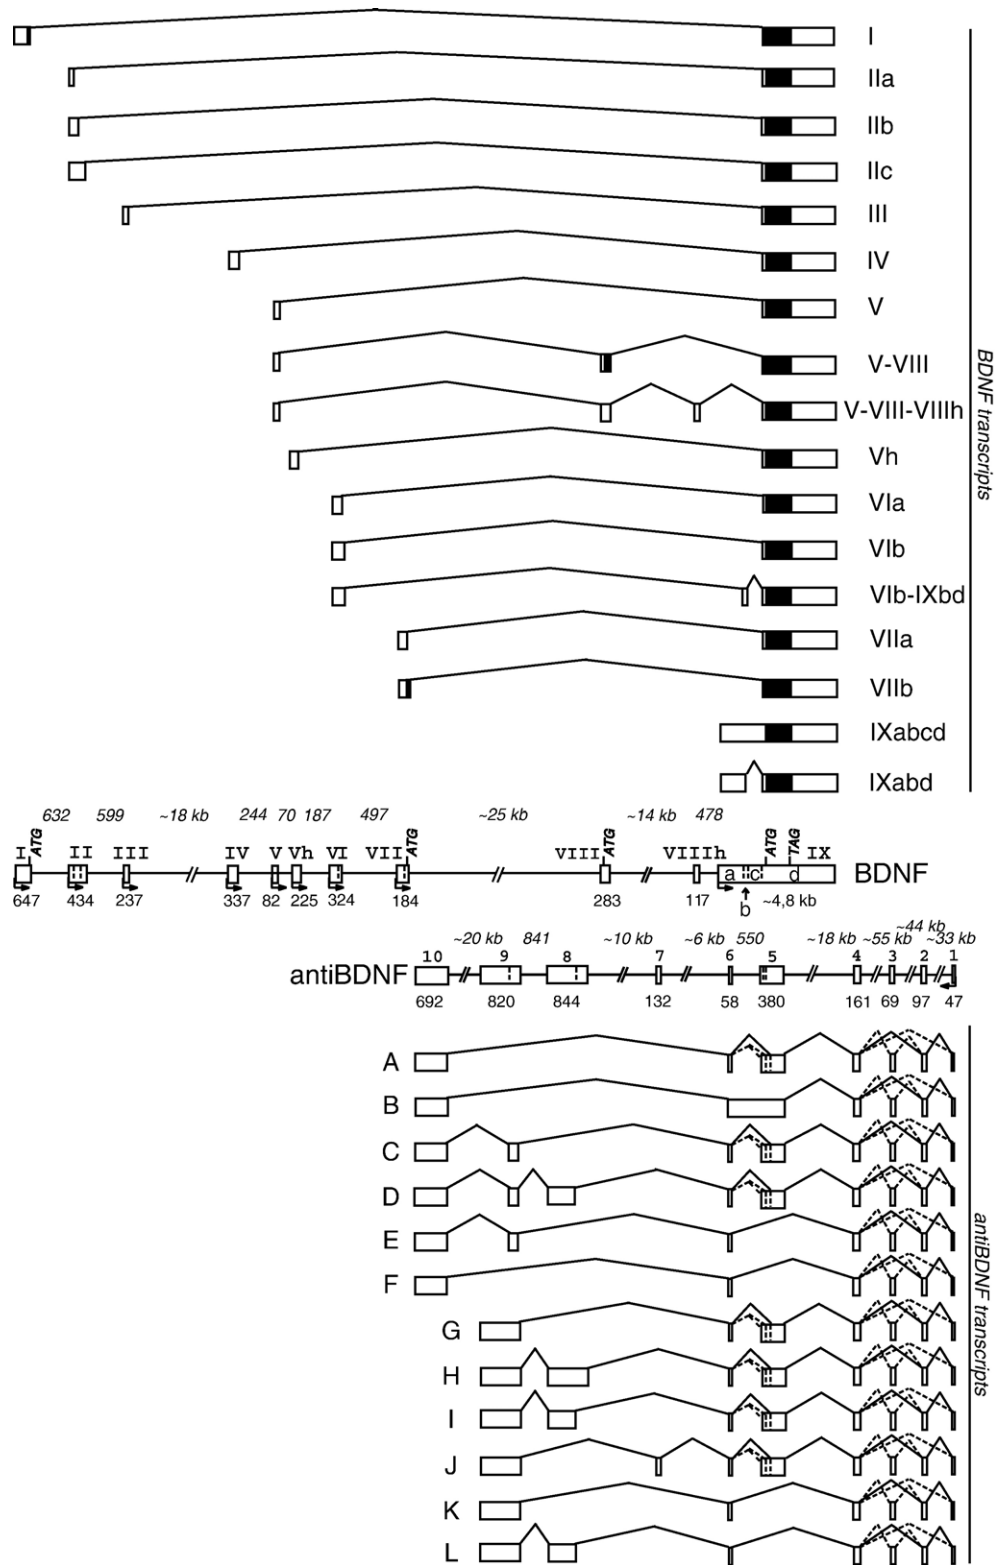 I
IIa
IIb
IIc
III
IV
V
V-VIII
V-VIII-VIIIh
Vh
VIa
VIb
VIb-IXbd
VIIa
VIIb
IXabcd
IXabd
BDNF transcripts
632 599 ~18 kb 244 70 187 497 ~25 kb ~14 kb 478
ATG ATG ATG ATG TAG
I II III IV V Vh VI VII VIII VIIIh IX
a c d BDNF
647 434 237 337 82 225 324 184 283 117 b ~4,8 kb
~20 kb 841 ~10 kb ~6 kb 550 ~18 kb ~55 kb ~44 kb ~33 kb
10 9 8 7 6 5 4 3 2 1
antiBDNF
692 820 844 132 58 380 161 69 97 47
A
B
C
D
E
F
G
H
I
J
K
L
antiBDNF transcripts